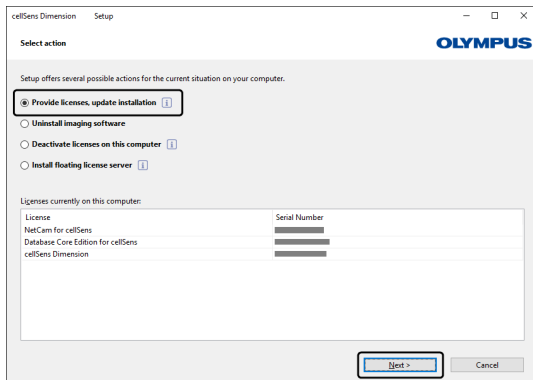 cellSens Dimension Setup
Select action
OLYMPUS
Setup offers several possible actions for the current situation on your computer.
Provide licenses, update installation i
Uninstall imaging software
Deactivate licenses on this computer i
Install floating license server i
Licenses currently on this computer:
License Serial Number
NetCam for cellSens
Database Core Edition for cellSens
cellSens Dimension
Next > Cancel